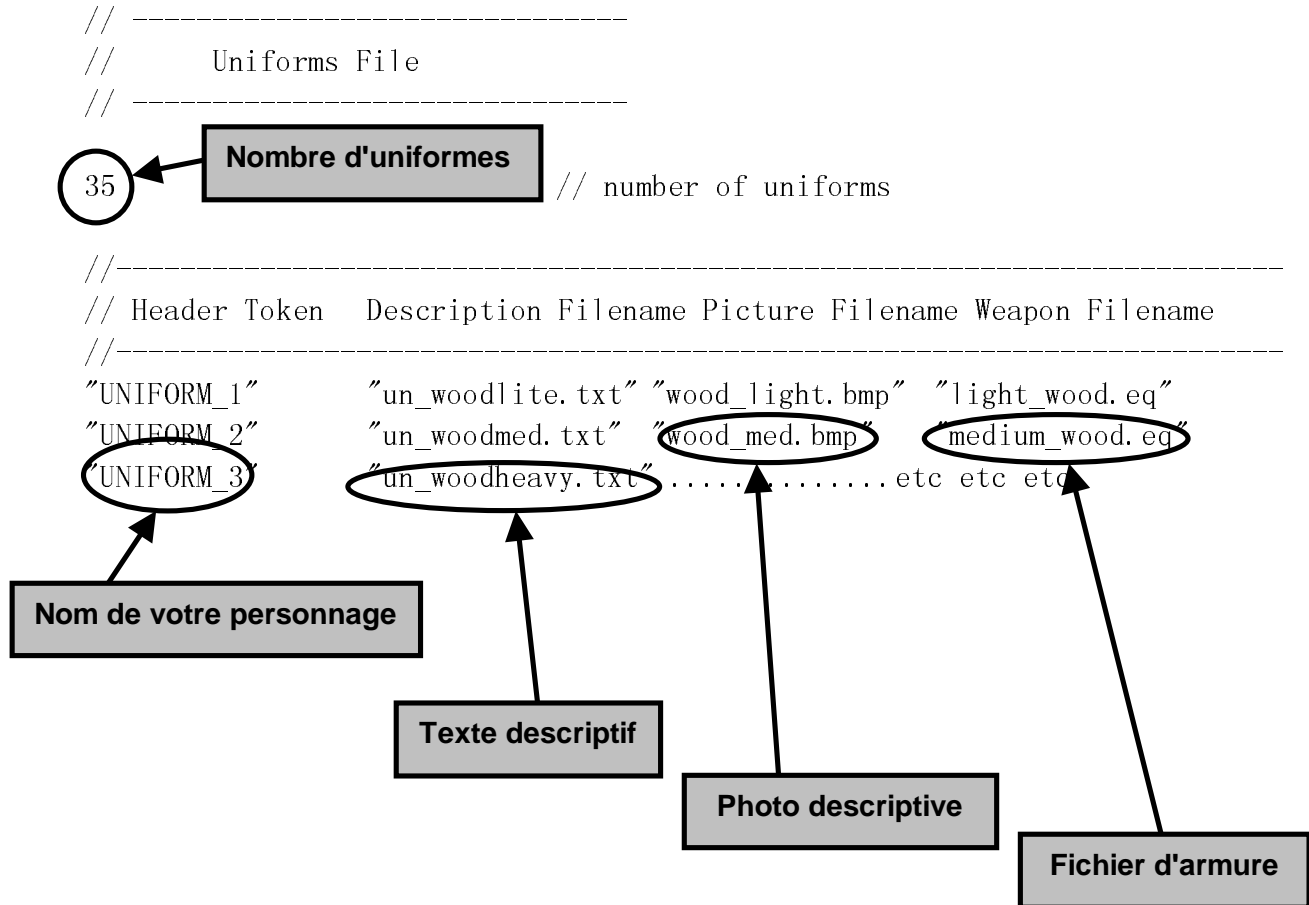 // -------------------------------
// Uniforms File
// -------------------------------
Nombre d'uniformes
35 // number of uniforms
//-------------------------------------------------------------------------
// Header Token Description Filename Picture Filename Weapon Filename
//-------------------------------------------------------------------------
"UNIFORM_1" "un_woodlite.txt" "wood_light.bmp" "light_wood.eq"
"UNIFORM_2" "un_woodmed.txt" "wood_med.bmp" "medium_wood.eq"
"UNIFORM_3" "un_woodheavy.txt"...............etc etc etc
Nom de votre personnage
Texte descriptif
Photo descriptive
Fichier d'armure